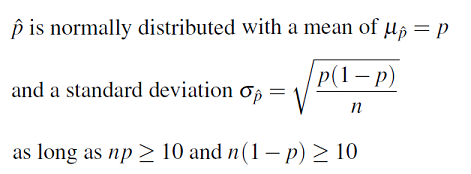 p̂ is normally distributed with a mean of μ_p̂ = p
and a standard deviation σ_p̂ = √(p(1 − p)/n)
as long as np ≥ 10 and n(1 − p) ≥ 10